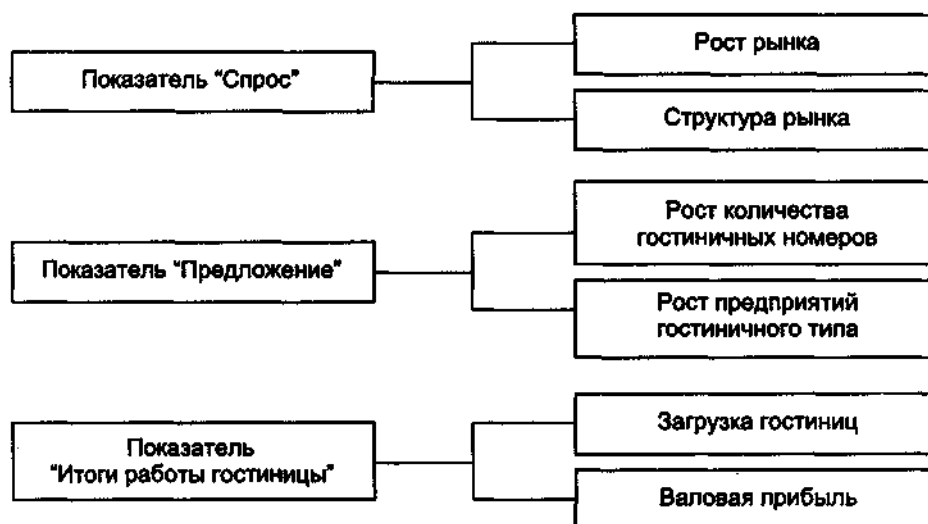 Показатель "Спрос"
Рост рынка
Структура рынка
Показатель "Предложение"
Рост количества
гостиничных номеров
Рост предприятий
гостиничного типа
Показатель
"Итоги работы гостиницы"
Загрузка гостиниц
Валовая прибыль